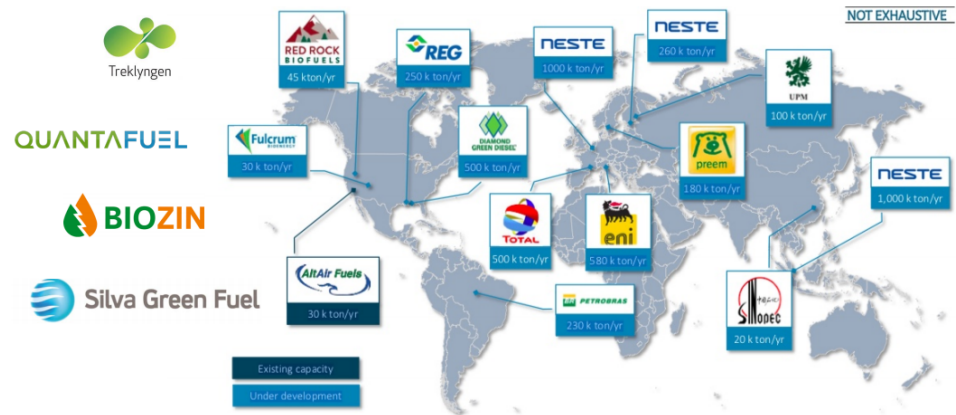 NOT EXHAUSTIVE
Treklyngen
QUANTAFUEL
BIOZIN
Silva Green Fuel
RED ROCK
BIOFUELS
45 kton/yr
REG
250 k ton/yr
NESTE
1000 k ton/yr
NESTE
260 k ton/yr
UPM
100 k ton/yr
Fulcrum
BIOENERGY
30 k ton/yr
DIAMOND
GREEN DIESEL
500 k ton/yr
preem
180 k ton/yr
NESTE
1,000 k ton/yr
TOTAL
500 k ton/yr
eni
580 k ton/yr
AltAir Fuels
30 k ton/yr
PETROBRAS
230 k ton/yr
SINOPEC
20 k ton/yr
Existing capacity
Under development